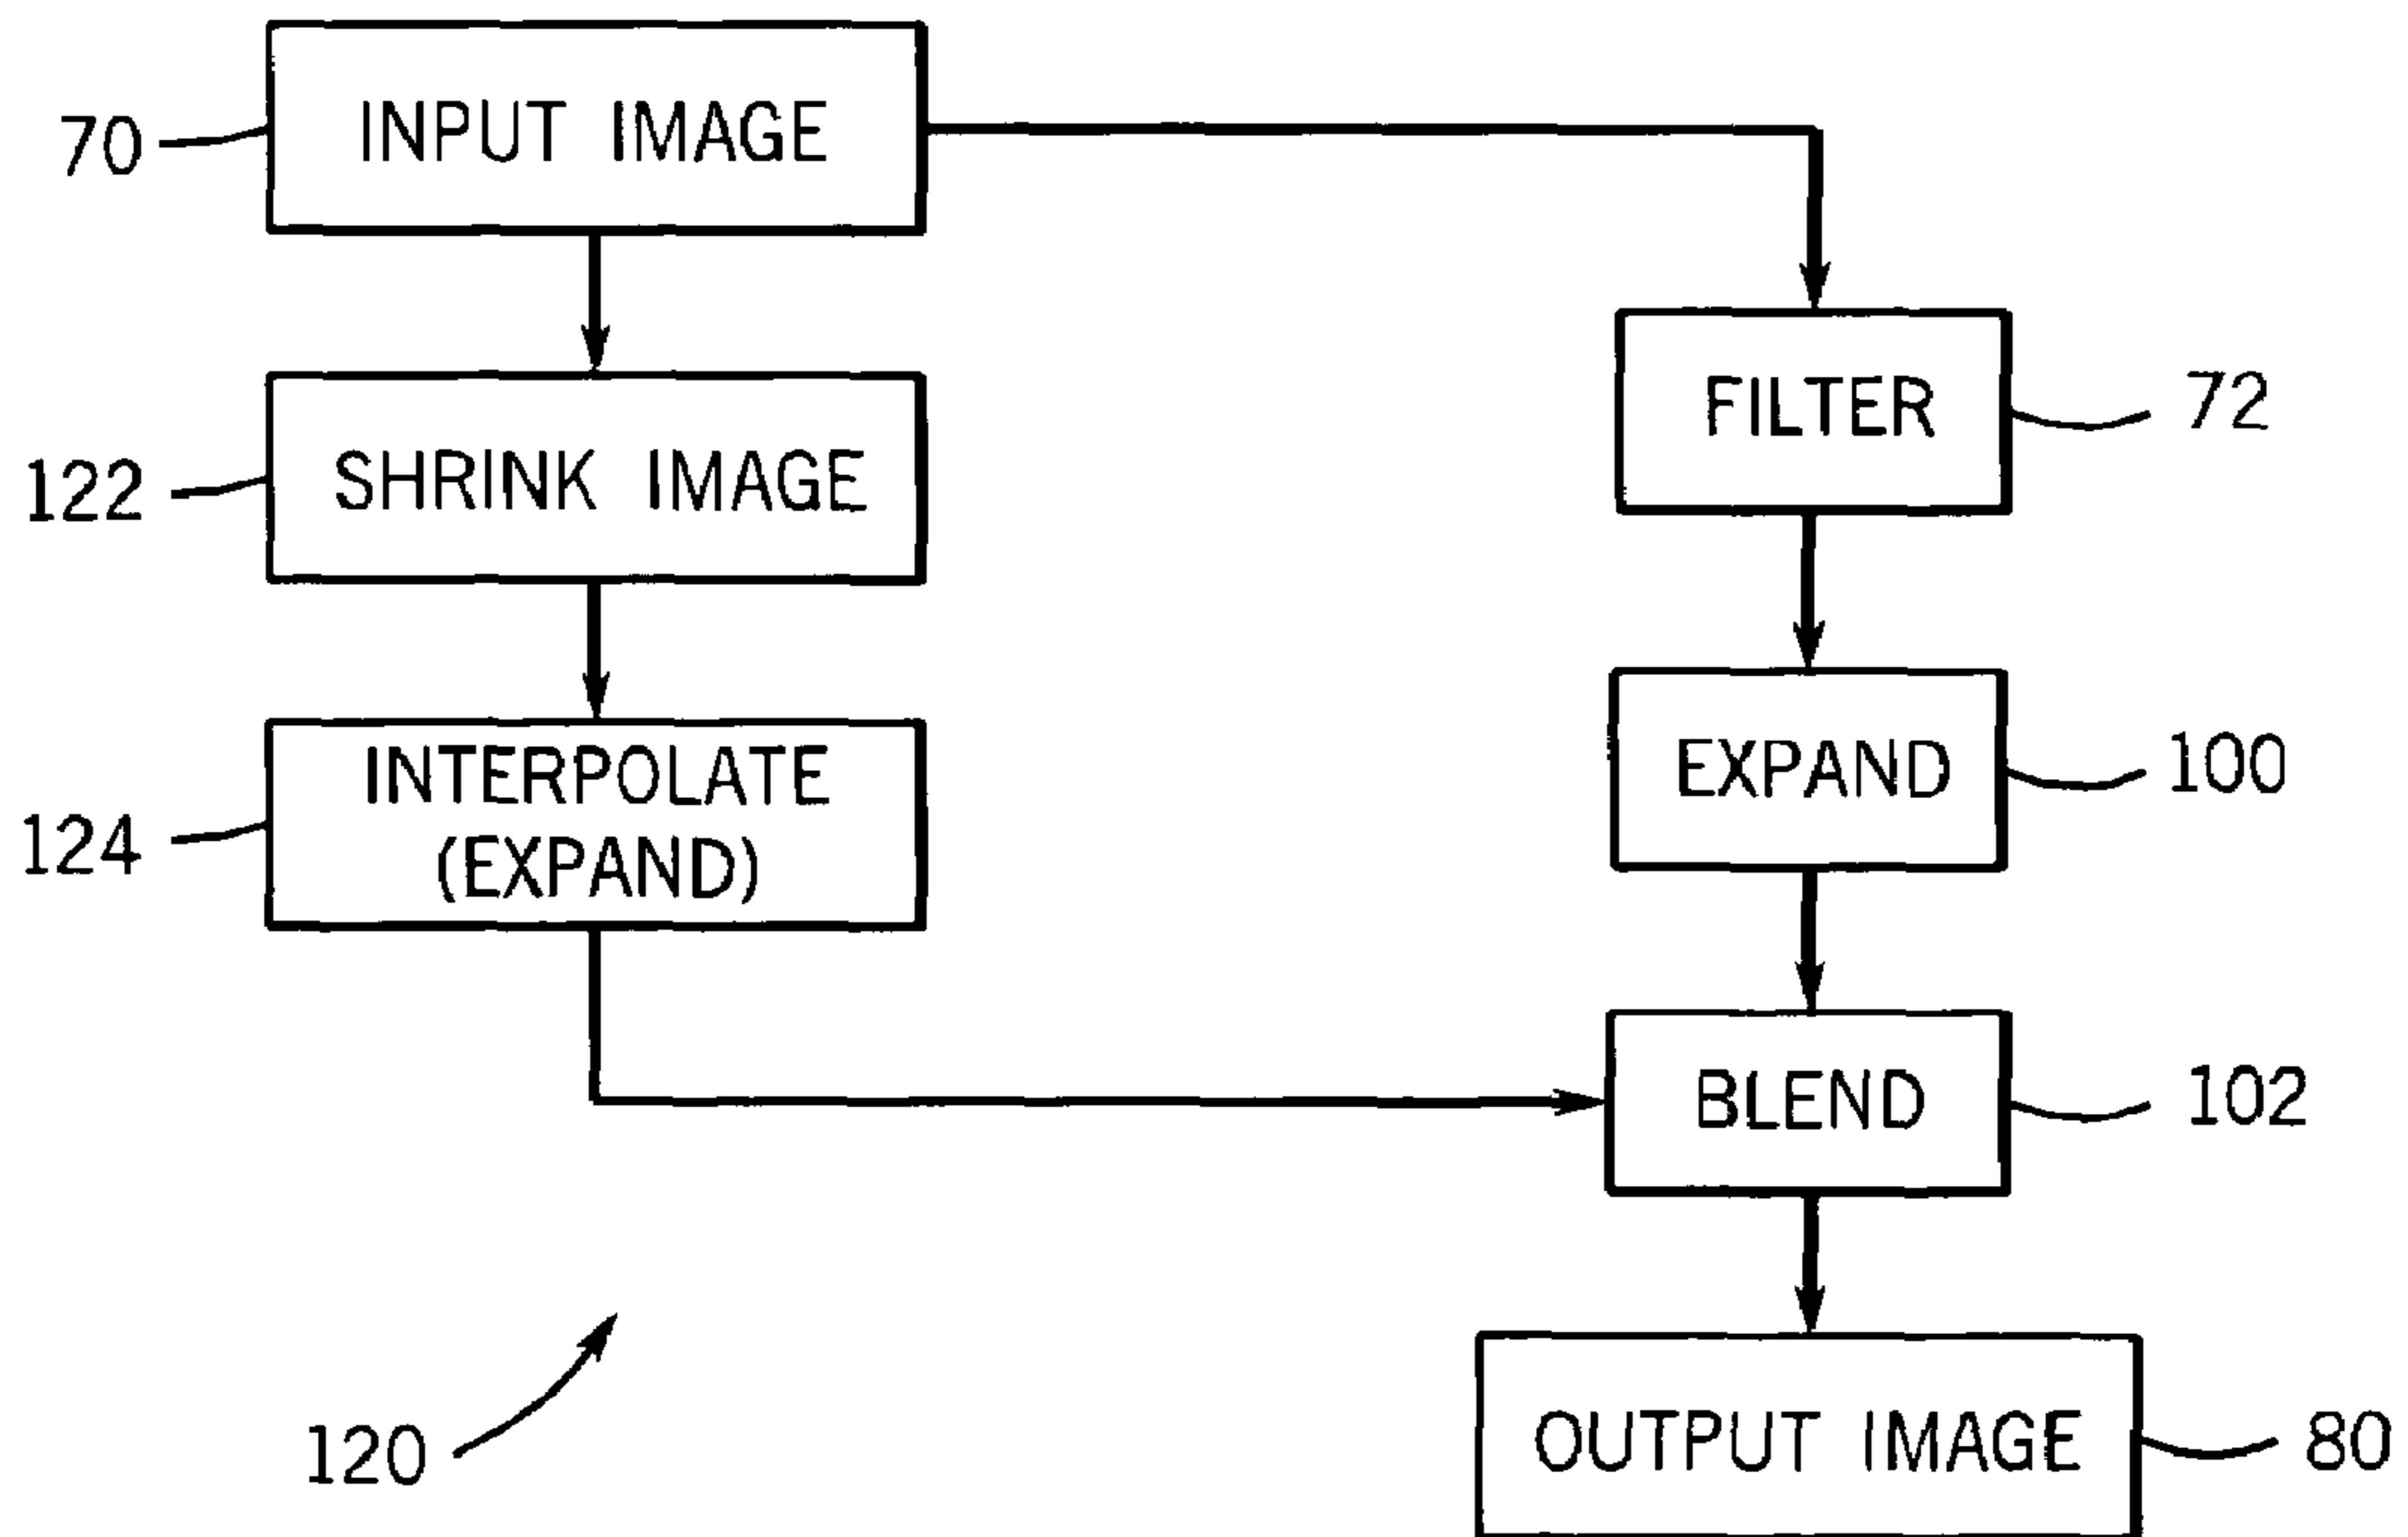 70
INPUT IMAGE
FILTER
72
122
SHRINK IMAGE
124
INTERPOLATE
(EXPAND)
EXPAND
100
BLEND
102
120
OUTPUT IMAGE
80